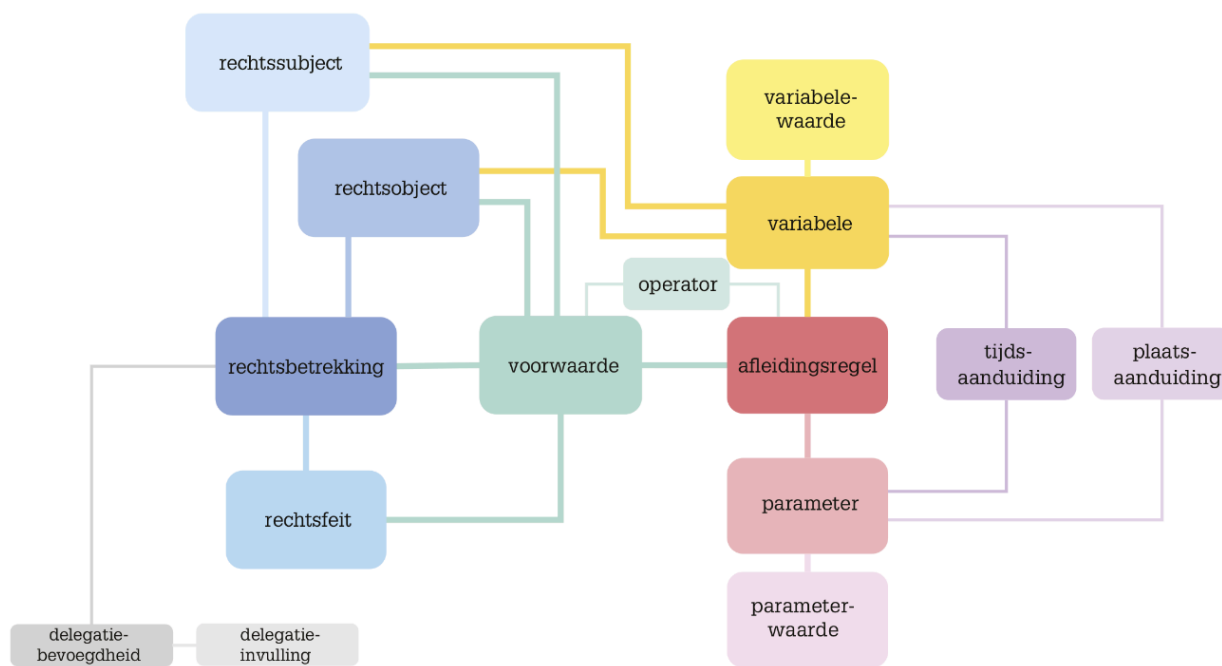 rechtssubject
variabele-
waarde
rechtsobject
variabele
operator
rechtsbetrekking
voorwaarde
afleidingsregel
tijds-
aanduiding
plaats-
aanduiding
rechtsfeit
parameter
parameter-
waarde
delegatie-
bevoegdheid
delegatie-
invulling